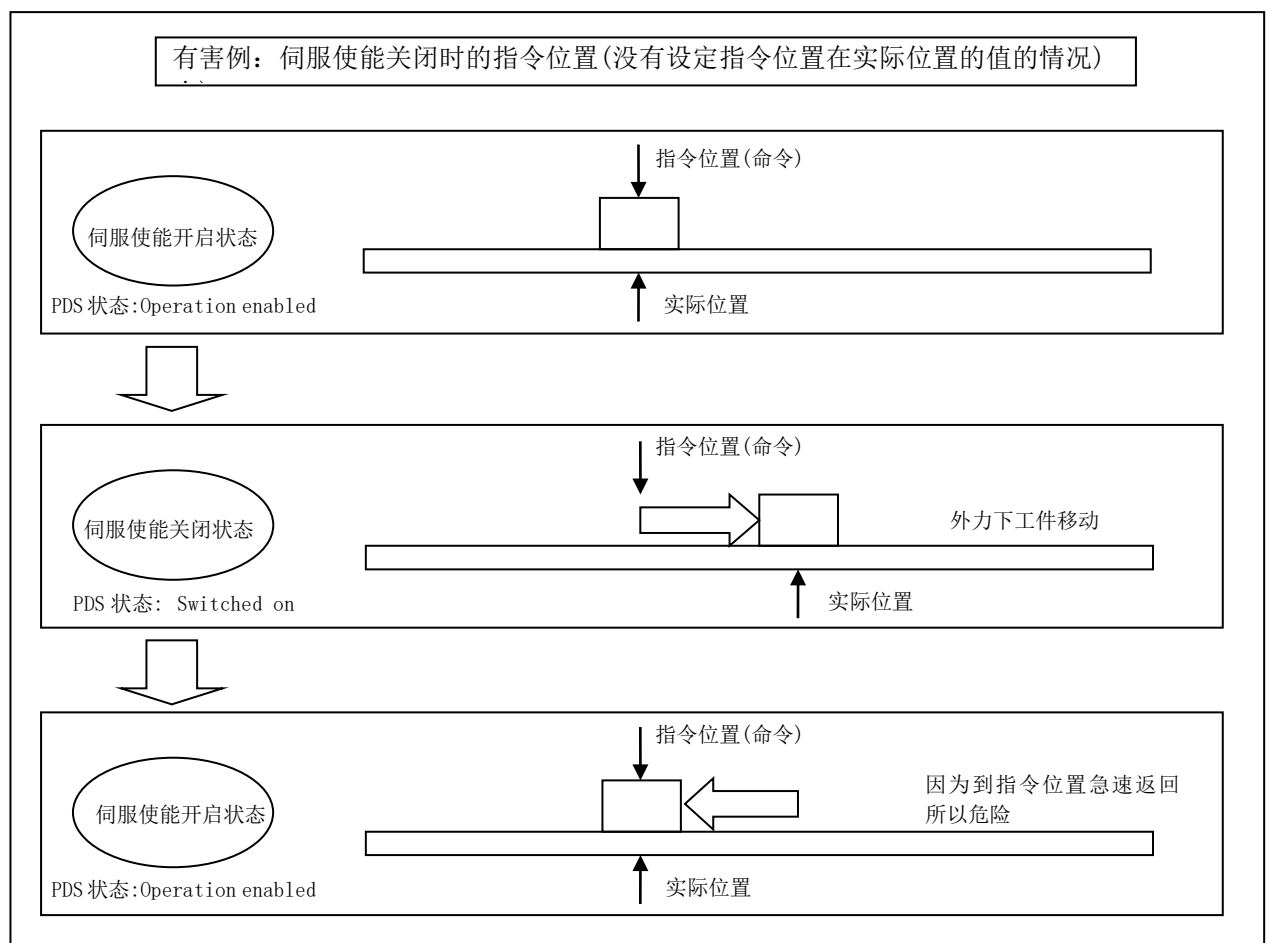 有害例：伺服使能关闭时的指令位置(没有设定指令位置在实际位置的值的情况)
指令位置(命令)
伺服使能开启状态
PDS 状态:Operation enabled
实际位置
指令位置(命令)
伺服使能关闭状态
外力下工件移动
PDS 状态: Switched on
实际位置
指令位置(命令)
伺服使能开启状态
因为到指令位置急速返回
所以危险
PDS 状态:Operation enabled
实际位置